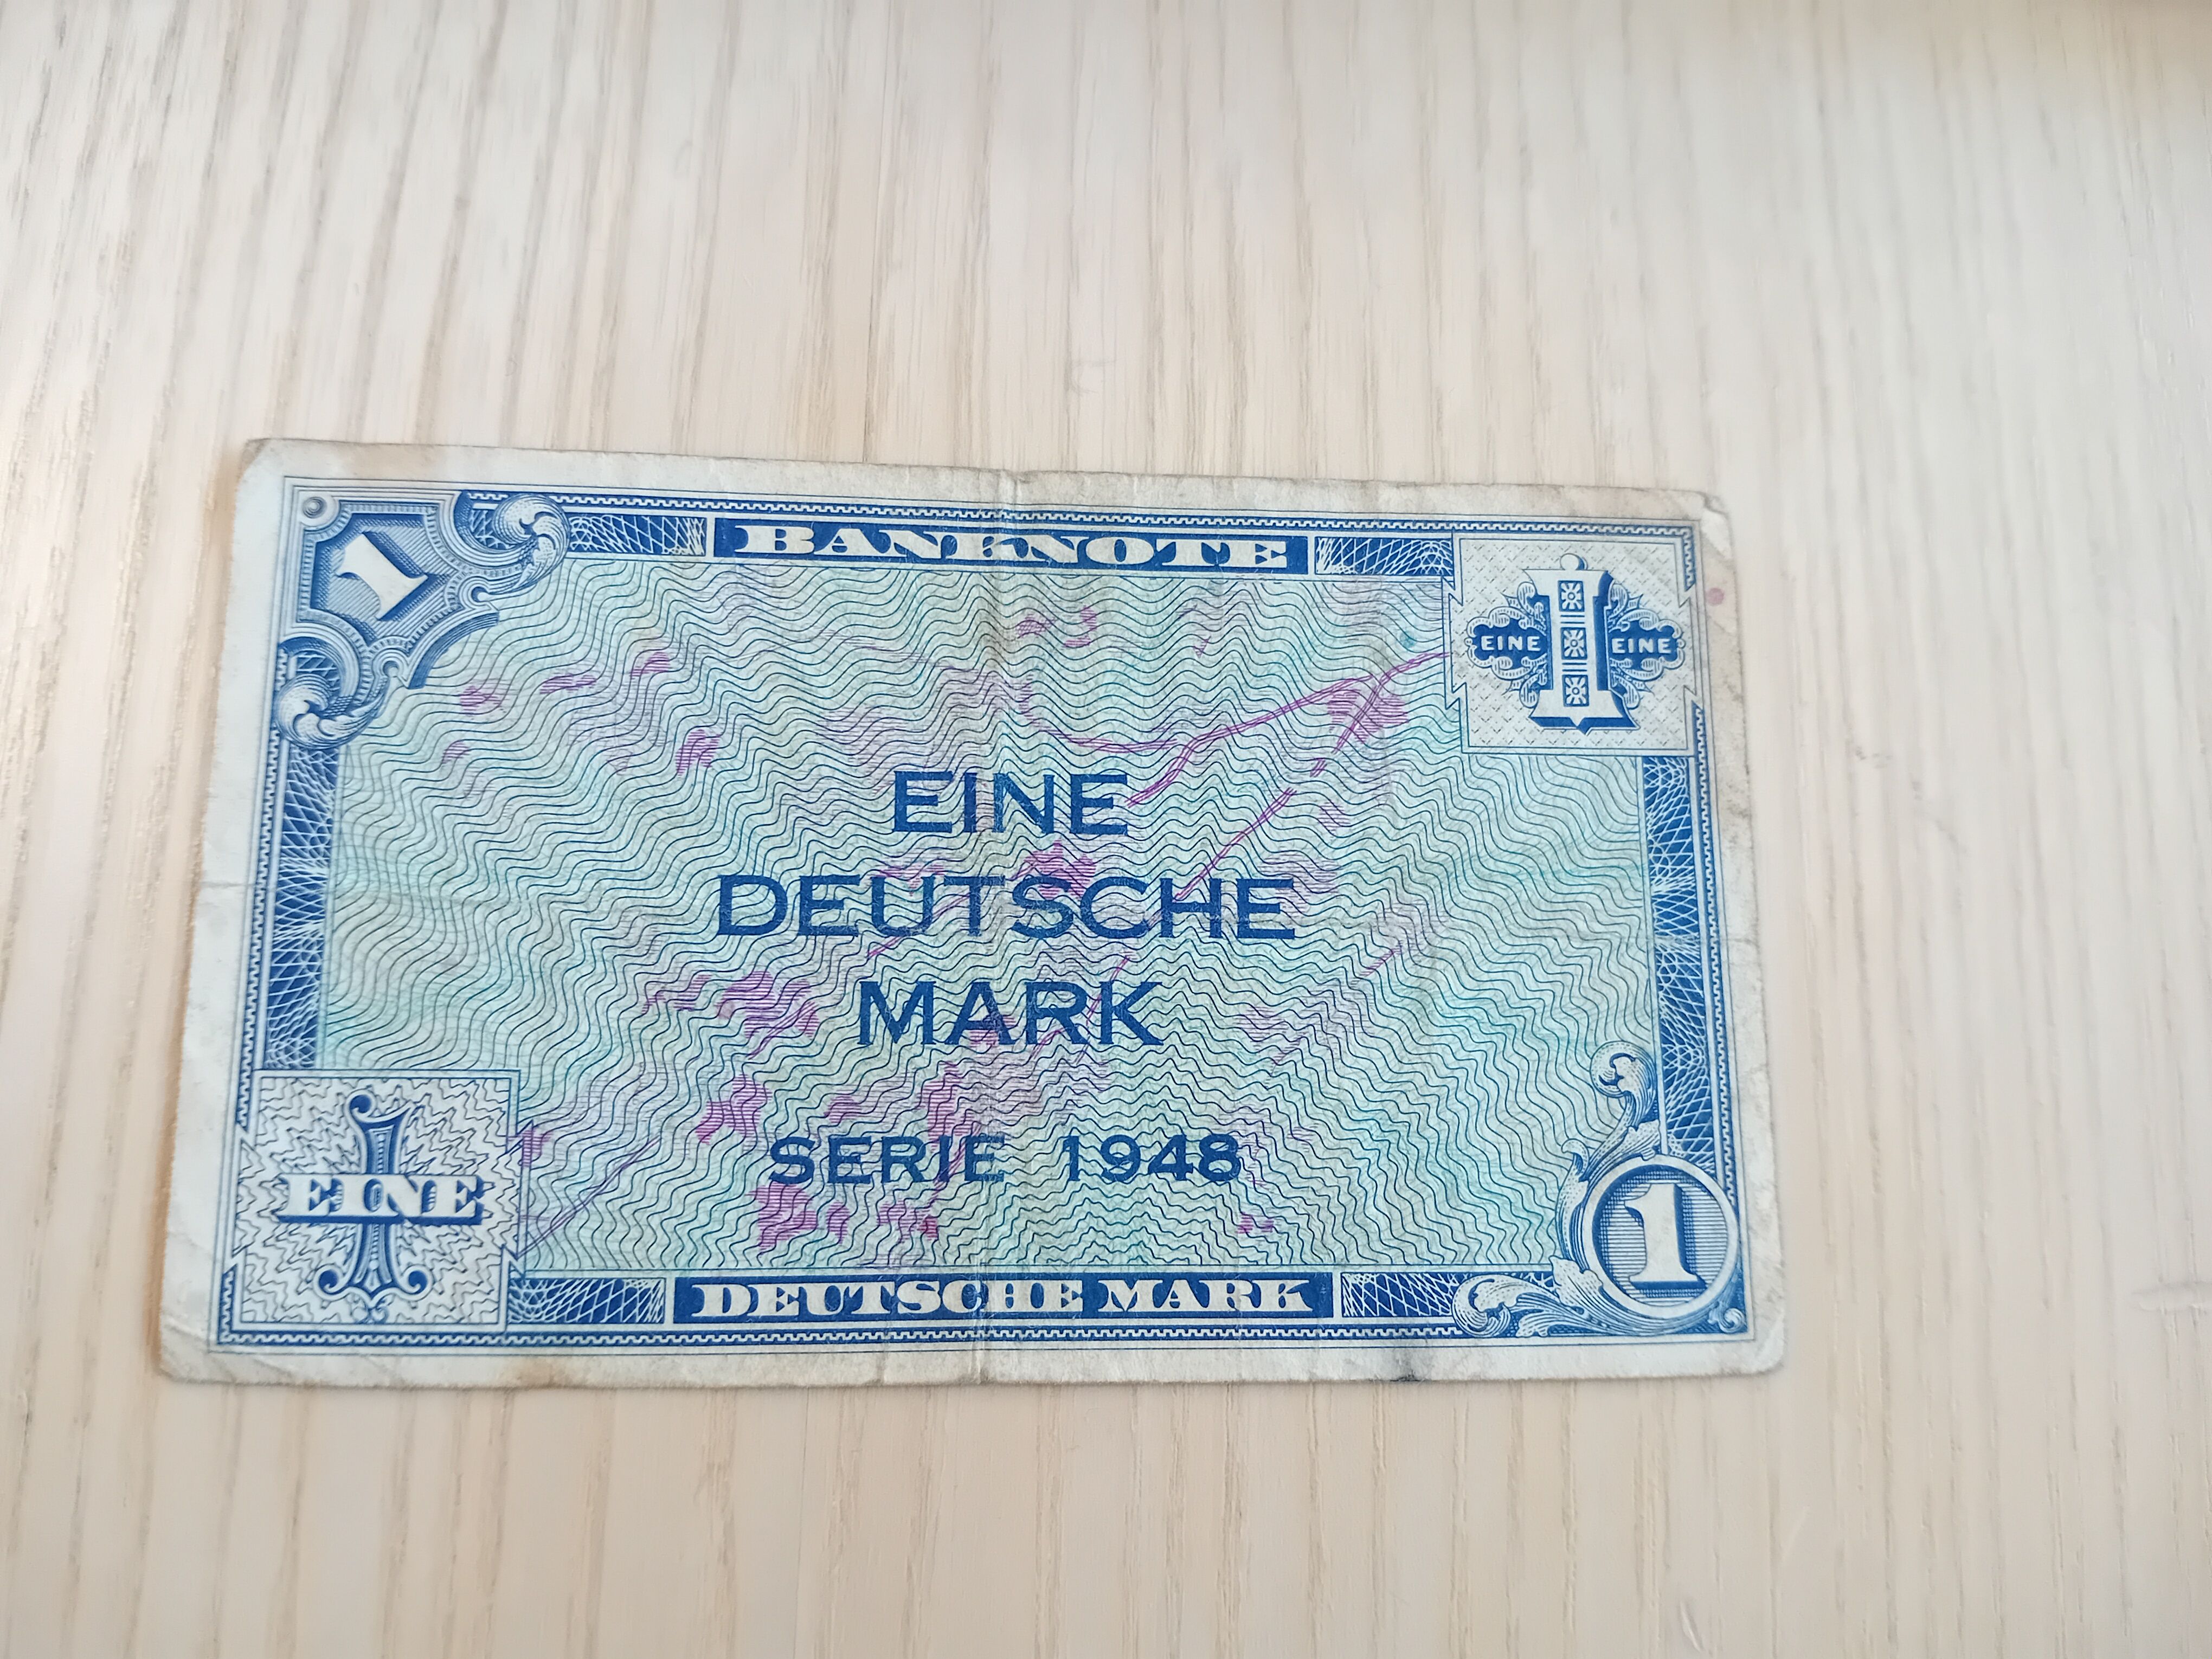 1
BANKNOTE
EINE 1 EINE
EINE
DEUTSCHE
MARK
SERIE 1948
1
EINE
DEUTSCHE MARK
1